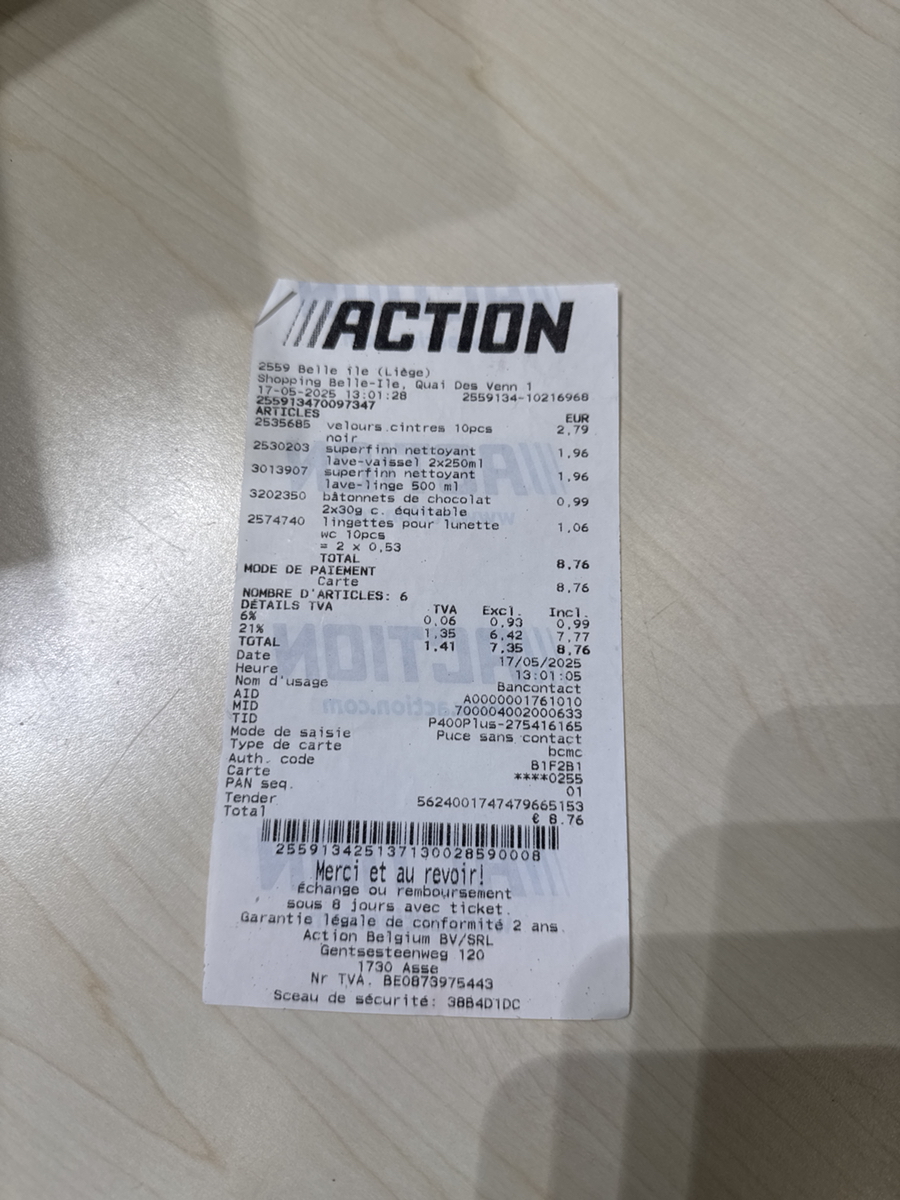 ///ACTION
2559 Belle île (Liège)
Shopping Belle-Ile, Quai Des Venn 1
17-05-2025 13:01:28 2559134-10216968
255913470097347
ARTICLES EUR
2535685 velours.cintres 10pcs 2,79
noir
2530203 superfinn nettoyant 1,96
lave-vaissel 2x250ml
3013907 superfinn nettoyant 1,96
lave-linge 500 ml
3202350 bâtonnets de chocolat 0,99
2x30g c. équitable
2574740 lingettes pour lunette 1,06
wc 10pcs
= 2 x 0,53
TOTAL 8,76
MODE DE PAIEMENT
Carte 8,76
NOMBRE D'ARTICLES: 6
DÉTAILS TVA TVA Excl. Incl.
6% 0,06 0,93 0,99
21% 1,35 6,42 7,77
TOTAL 1,41 7,35 8,76
Date 17/05/2025
Heure 13:01:05
Nom d'usage Bancontact
AID A0000001761010
MID 700004002000633
TID P400Plus-275416165
Mode de saisie Puce sans contact
Type de carte bcmc
Auth. code B1F2B1
Carte ****0255
PAN seq. 01
Tender 5624001747479665153
Total € 8.76
255913425137130028590008
Merci et au revoir!
Échange ou remboursement
sous 8 jours avec ticket.
Garantie légale de conformité 2 ans.
Action Belgium BV/SRL
Gentsesteenweg 120
1730 Asse
Nr TVA. BE0873975443
Sceau de sécurité: 38B4D1DC